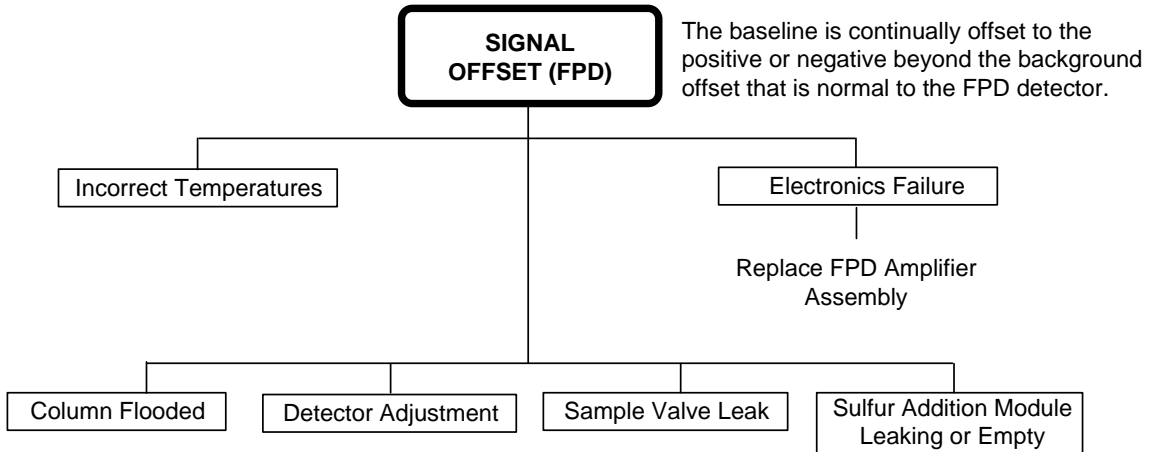 SIGNAL
OFFSET (FPD)
The baseline is continually offset to the
positive or negative beyond the background
offset that is normal to the FPD detector.
Incorrect Temperatures
Electronics Failure
Replace FPD Amplifier
Assembly
Column Flooded
Detector Adjustment
Sample Valve Leak
Sulfur Addition Module
Leaking or Empty